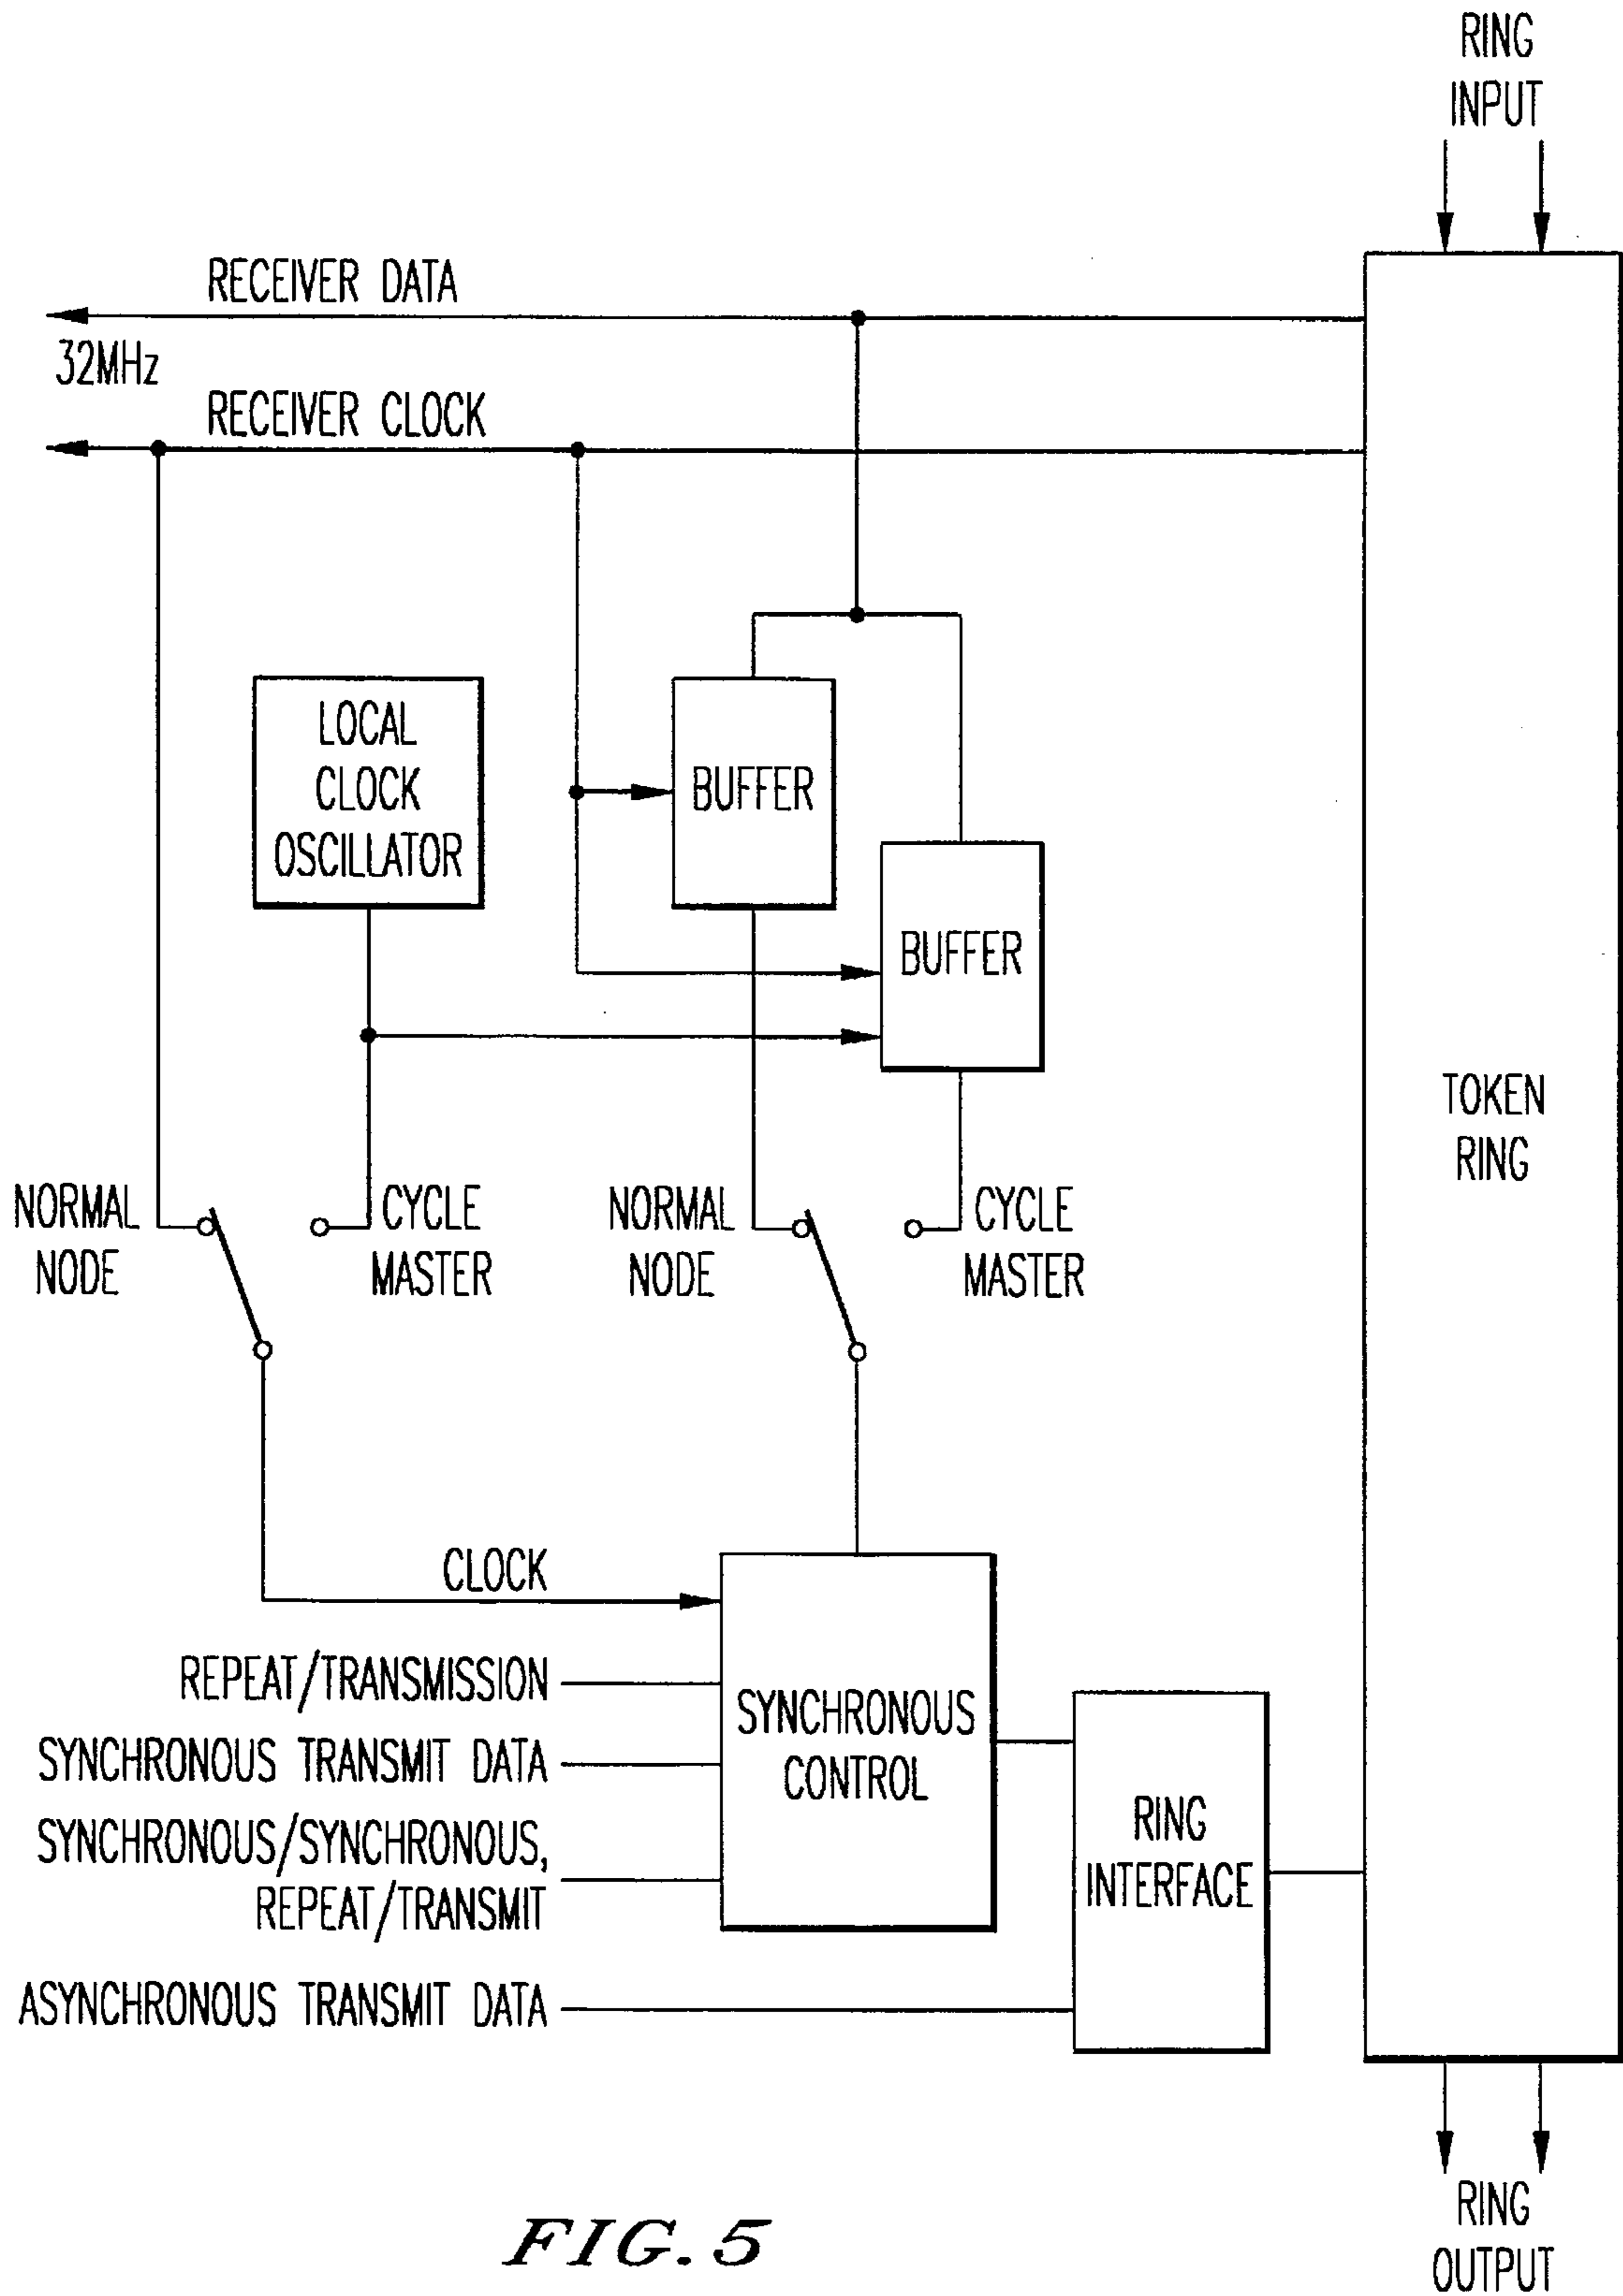 RING
INPUT
RECEIVER DATA
32MHz
RECEIVER CLOCK
LOCAL
CLOCK
OSCILLATOR
BUFFER
BUFFER
TOKEN
RING
NORMAL
NODE
CYCLE
MASTER
NORMAL
NODE
CYCLE
MASTER
CLOCK
REPEAT/TRANSMISSION
SYNCHRONOUS TRANSMIT DATA
SYNCHRONOUS/SYNCHRONOUS,
REPEAT/TRANSMIT
ASYNCHRONOUS TRANSMIT DATA
SYNCHRONOUS
CONTROL
RING
INTERFACE
RING
OUTPUT
FIG.5